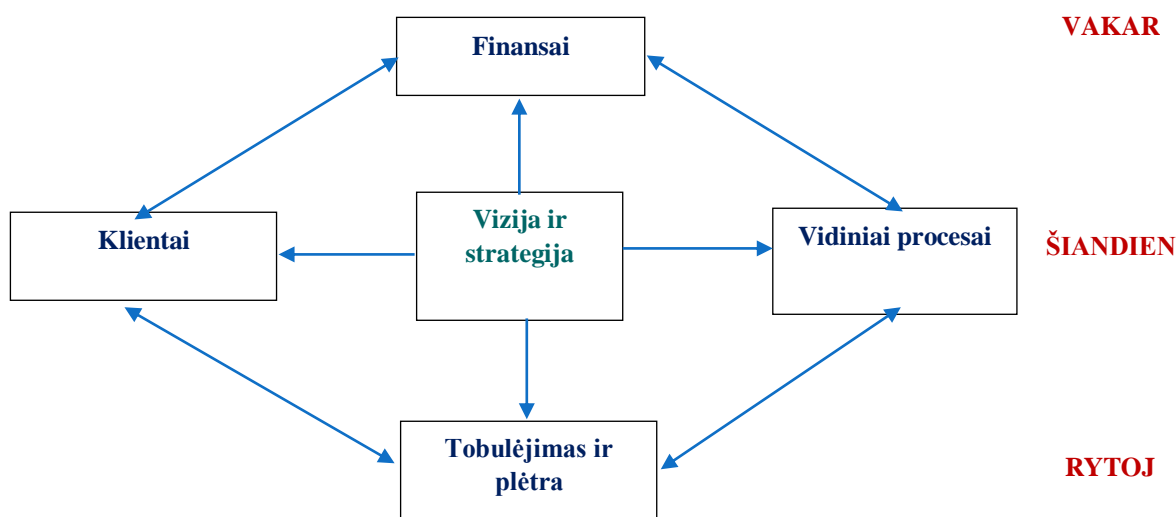 VAKAR
Finansai
Klientai
Vizija ir
strategija
Vidiniai procesai
ŠIANDIEN
Tobulėjimas ir
plėtra
RYTOJ